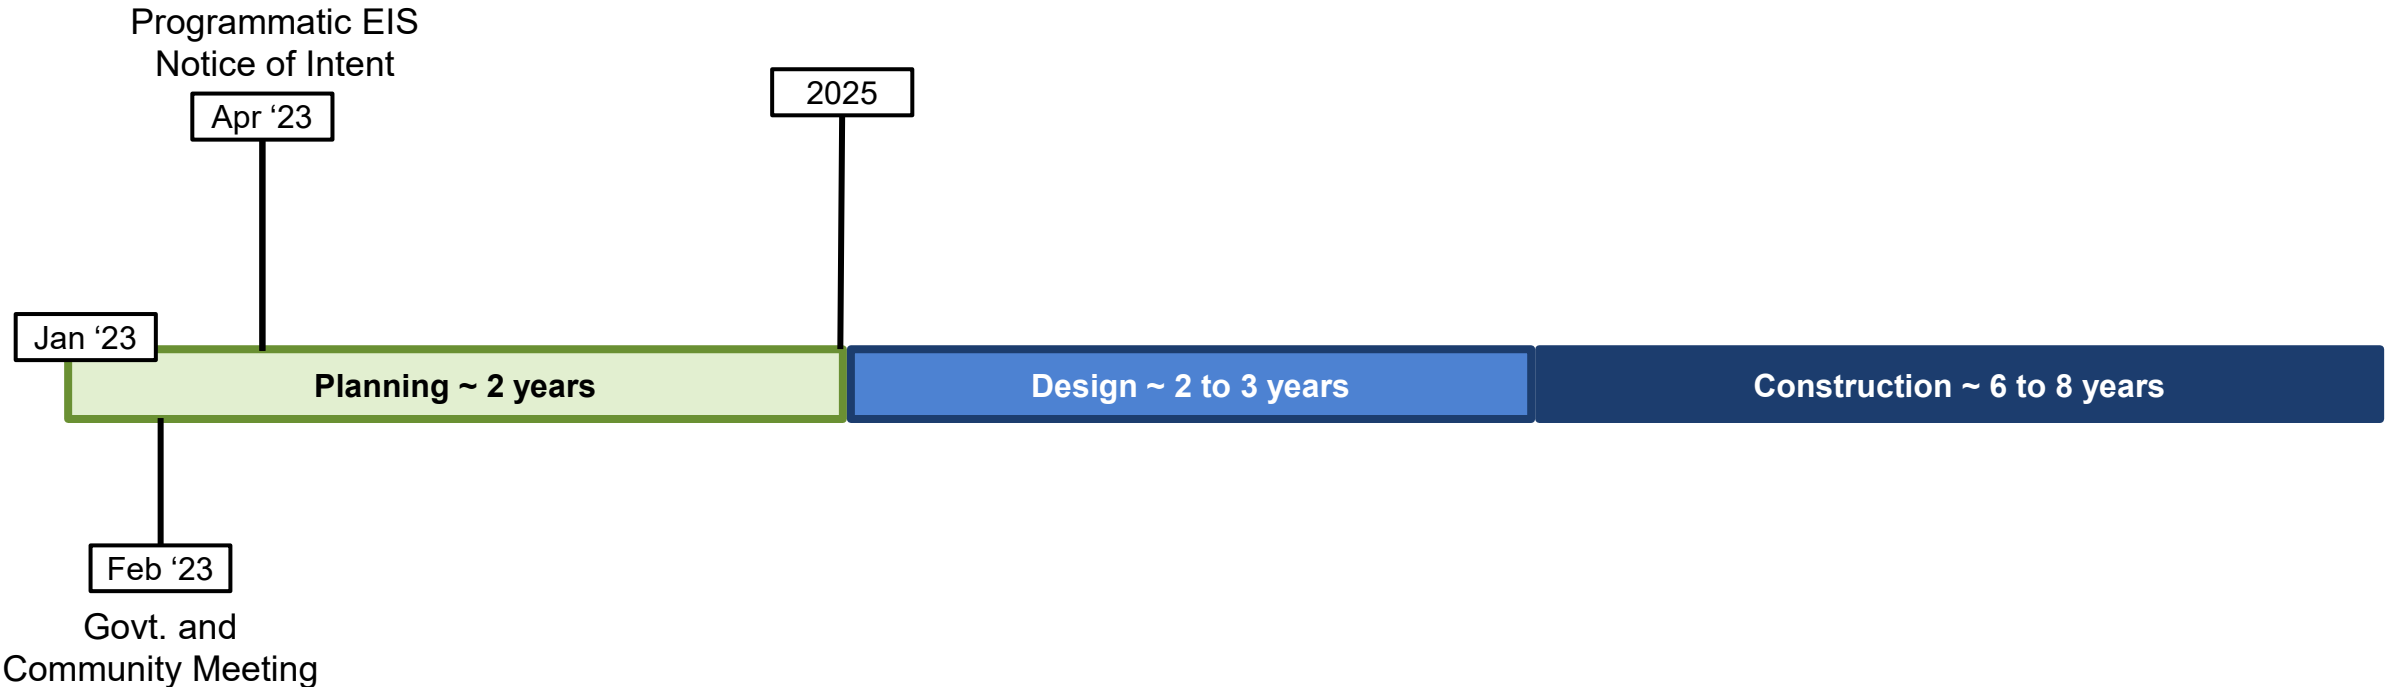 Programmatic EIS
Notice of Intent
Apr ‘23
2025
Jan ‘23
Planning ~ 2 years
Design ~ 2 to 3 years
Construction ~ 6 to 8 years
Feb ‘23
Govt. and
Community Meeting